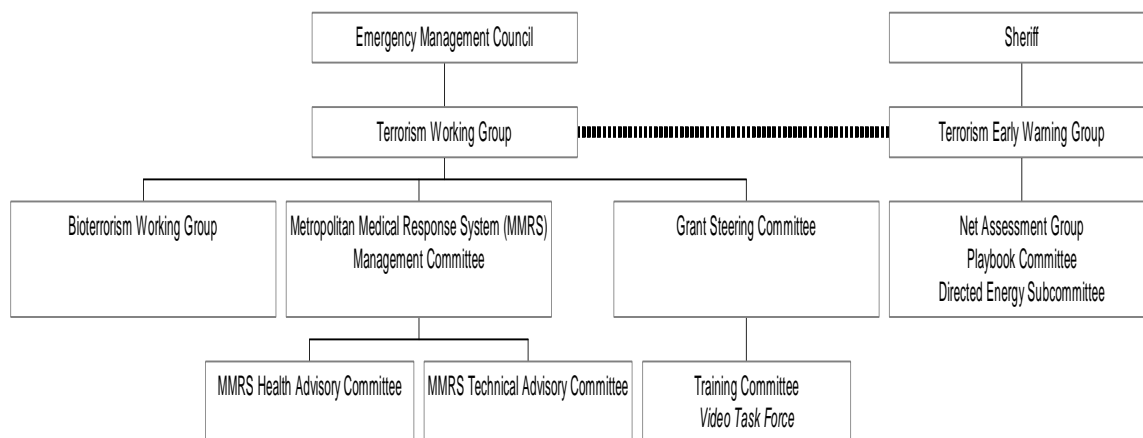 Emergency Management Council
Sheriff
Terrorism Working Group
Terrorism Early Warning Group
Bioterrorism Working Group
Metropolitan Medical Response System (MMRS)
Management Committee
Grant Steering Committee
Net Assessment Group
Playbook Committee
Directed Energy Subcommittee
MMRS Health Advisory Committee
MMRS Technical Advisory Committee
Training Committee
Video Task Force